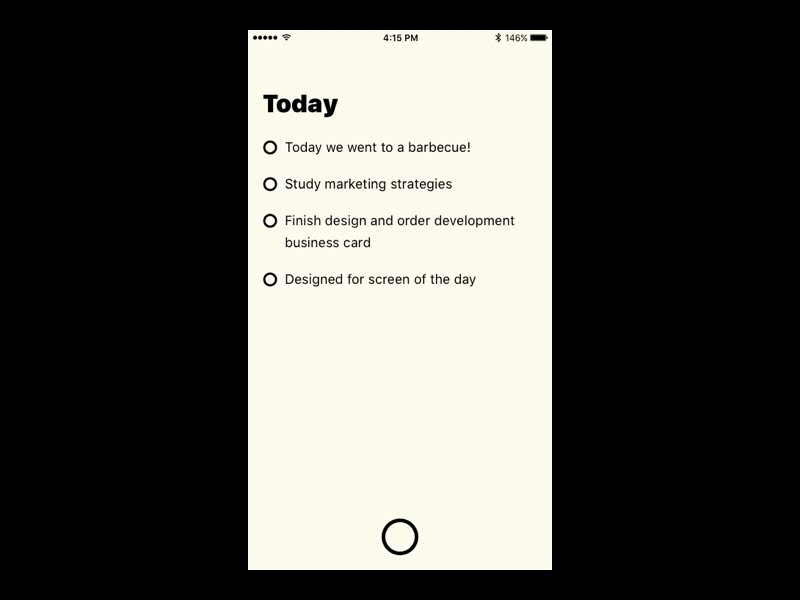 4:15 PM
146%
Today
Today we went to a barbecue!
Study marketing strategies
Finish design and order development
business card
Designed for screen of the day